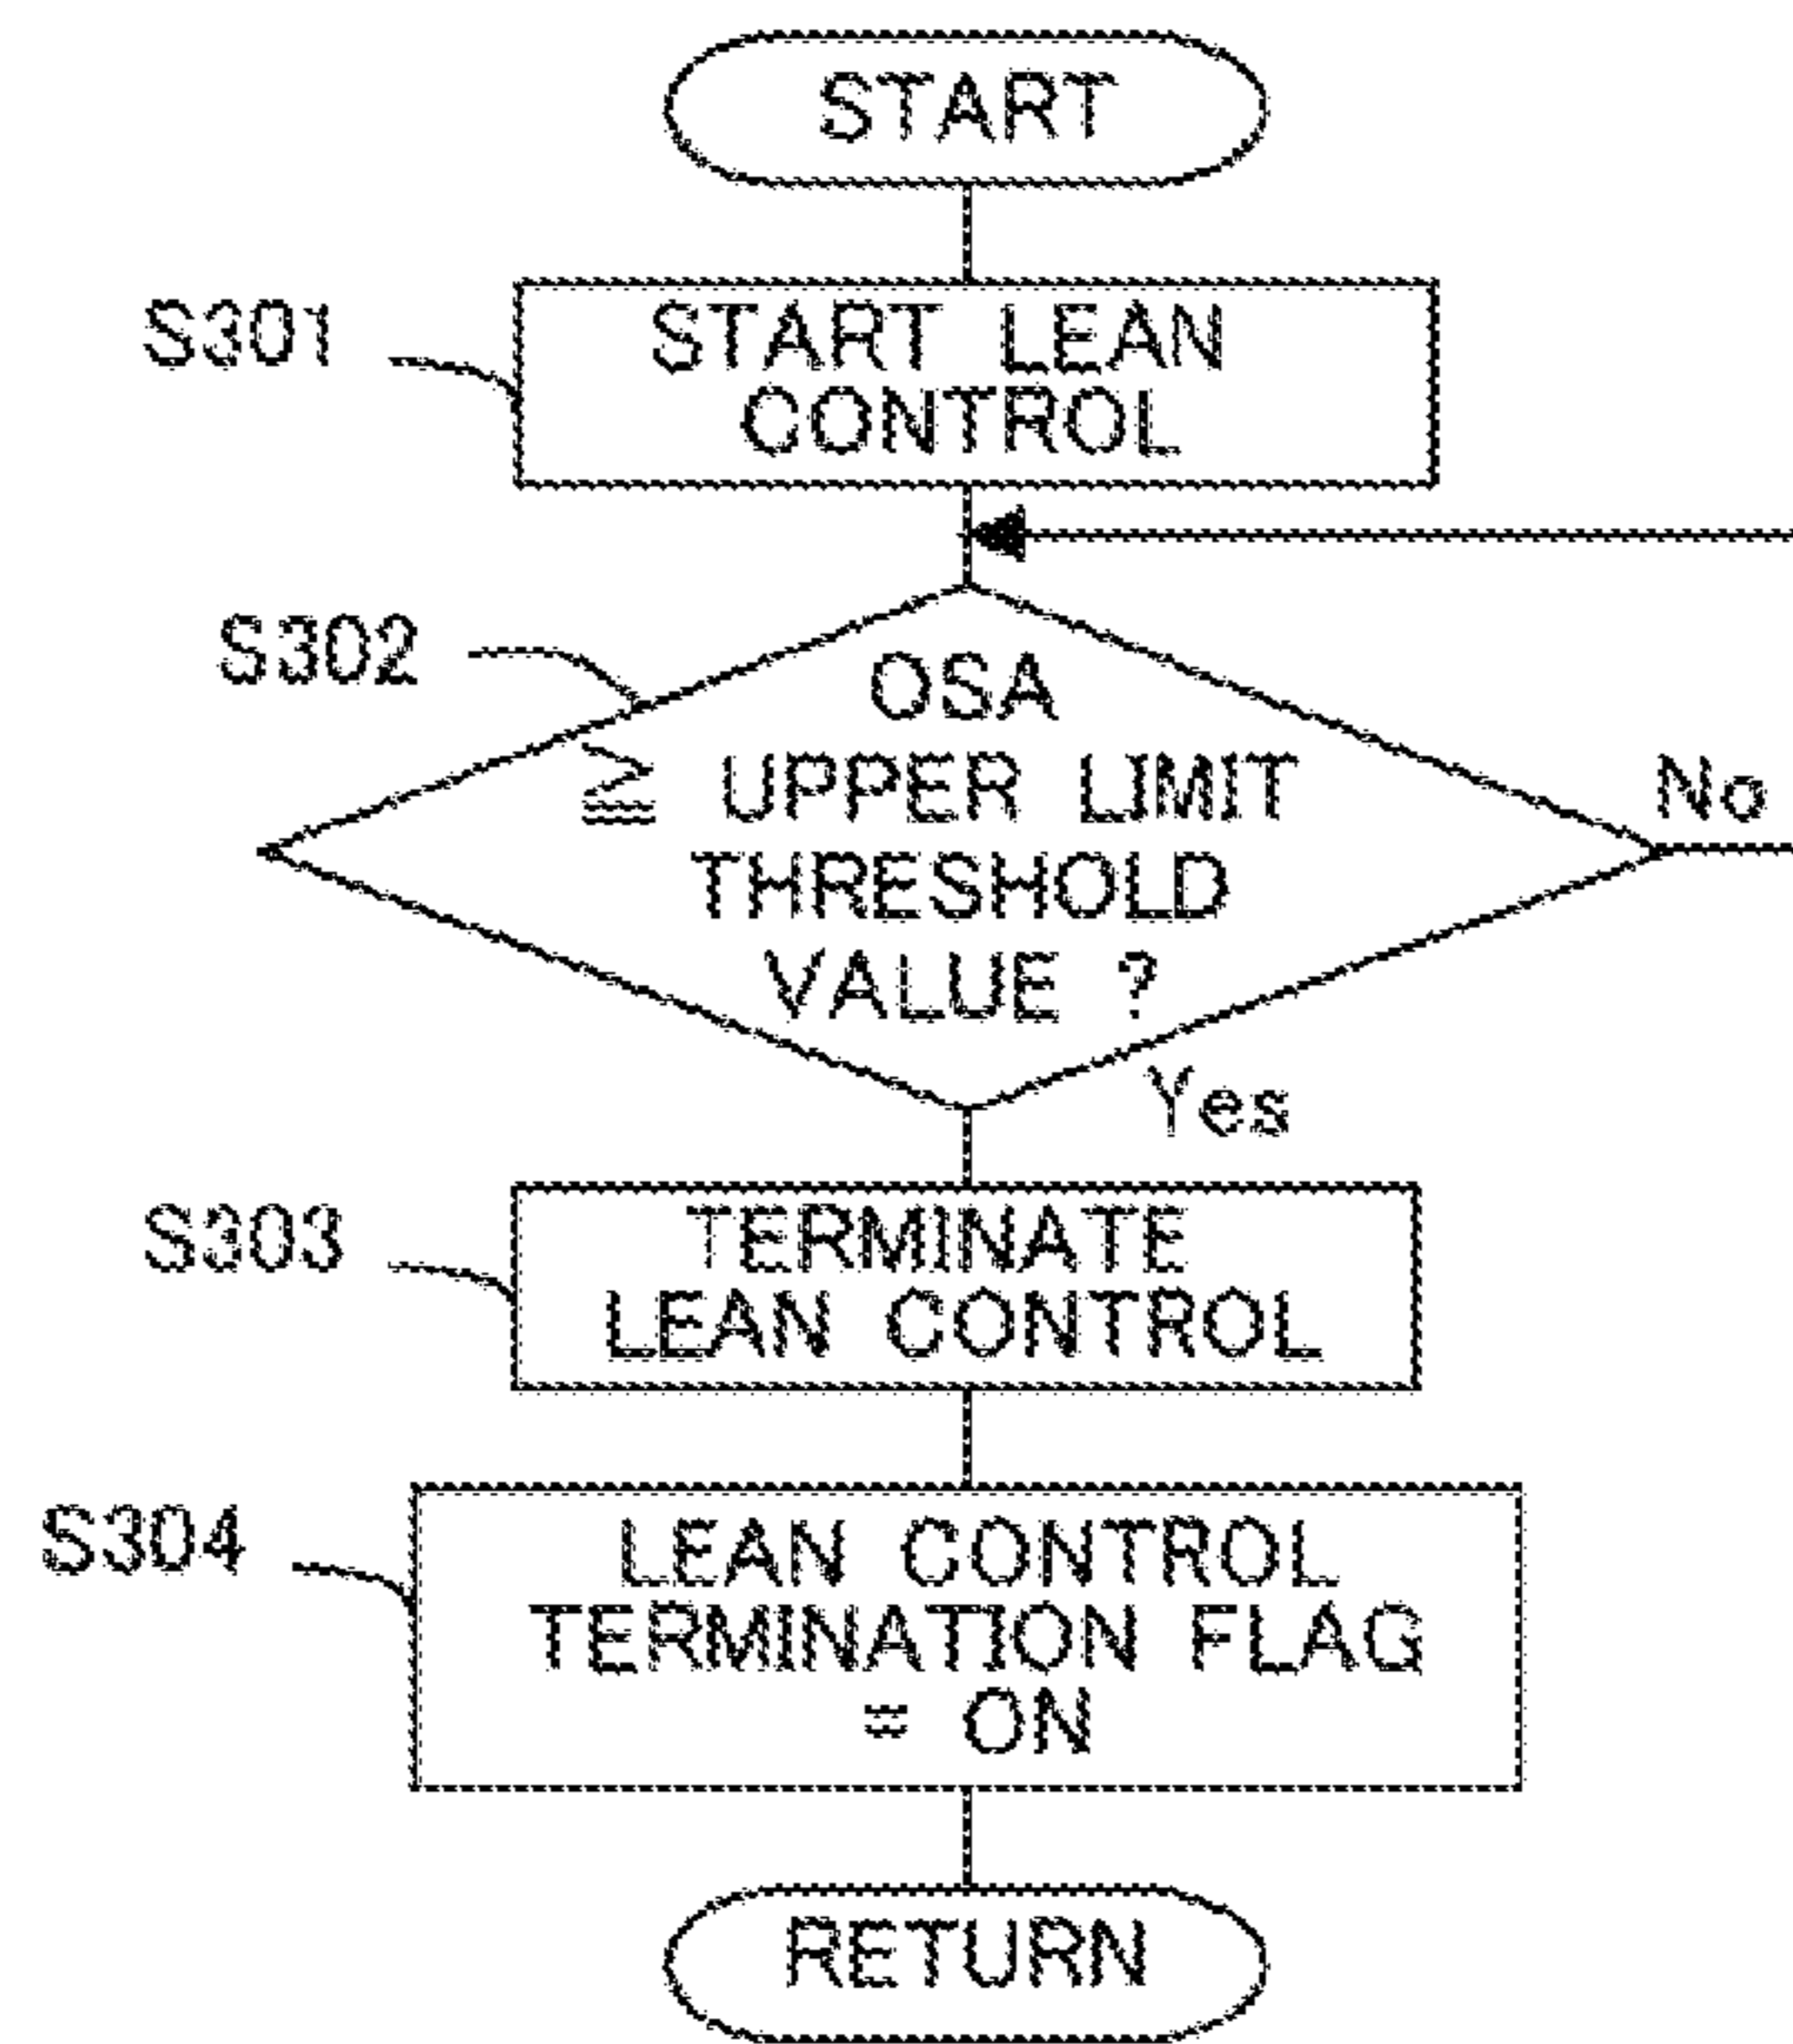 START
S301
START LEAN
CONTROL
S302
OSA
≧ UPPER LIMIT
THRESHOLD
VALUE ?
No
Yes
S303
TERMINATE
LEAN CONTROL
S304
LEAN CONTROL
TERMINATION FLAG
= ON
RETURN